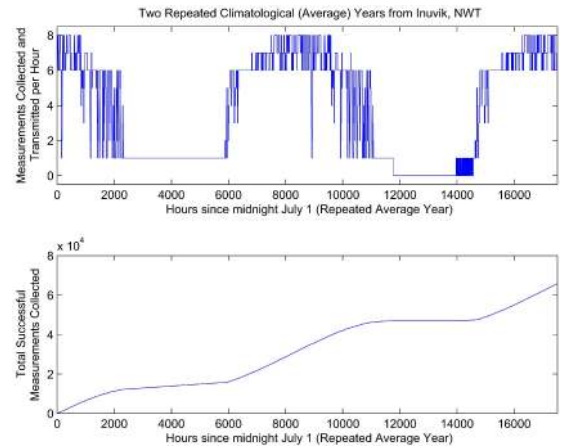 Two Repeated Climatological (Average) Years from Inuvik, NWT
Measurements Collected and
Transmitted per Hour
8
6
4
2
0
0 2000 4000 6000 8000 10000 12000 14000 16000
Hours since midnight July 1 (Repeated Average Year)
x 10^4
Total Successful
Measurements Collected
8
6
4
2
0
0 2000 4000 6000 8000 10000 12000 14000 16000
Hours since midnight July 1 (Repeated Average Year)